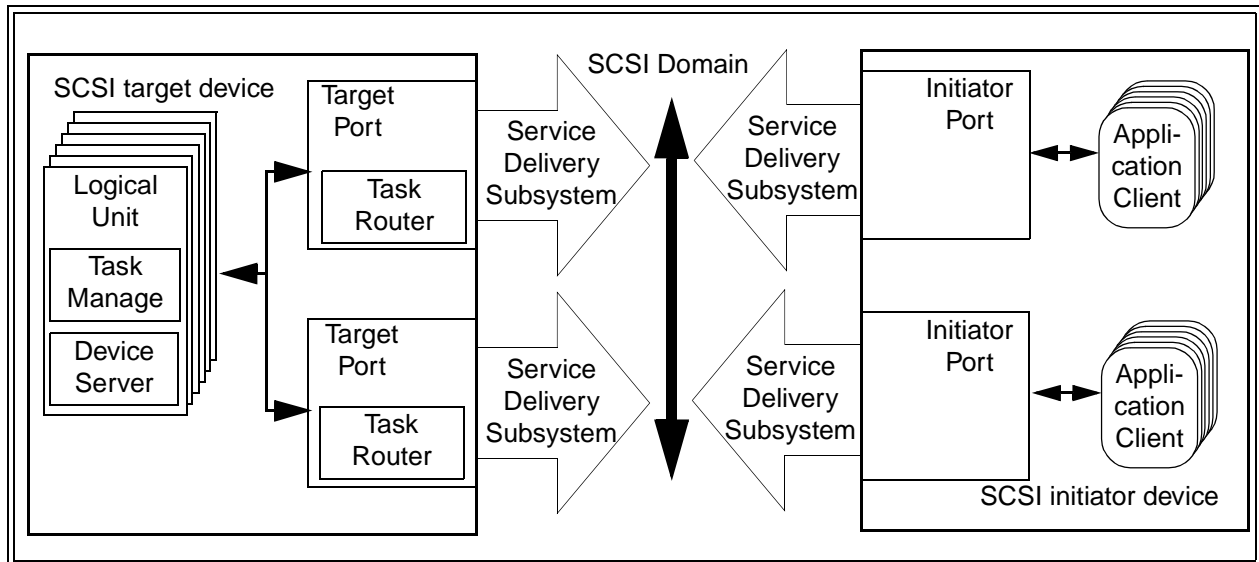 SCSI target device
Logical
Unit
Task
Manage
Device
Server
Target
Port
Task
Router
Target
Port
Task
Router
Service
Delivery
Subsystem
Service
Delivery
Subsystem
SCSI Domain
Service
Delivery
Subsystem
Service
Delivery
Subsystem
Initiator
Port
Appli-
cation
Client
Initiator
Port
Appli-
cation
Client
SCSI initiator device